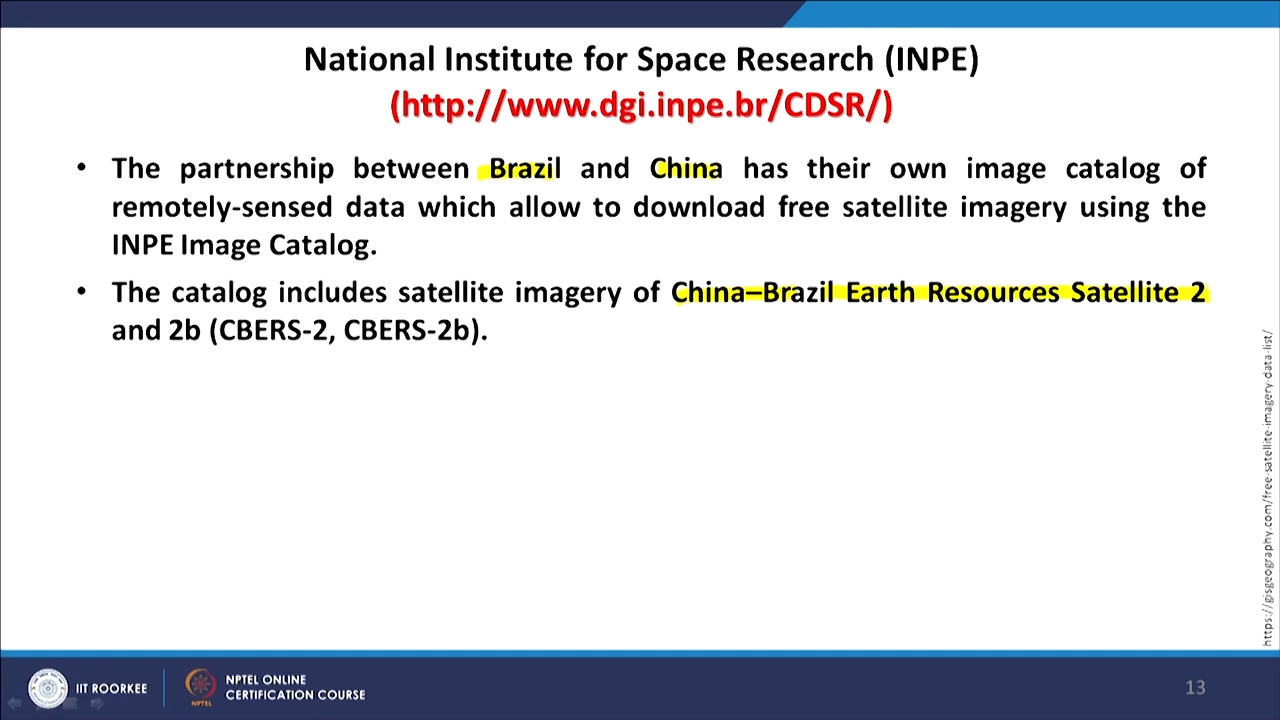 National Institute for Space Research (INPE)
(http://www.dgi.inpe.br/CDSR/)
• The partnership between Brazil and China has their own image catalog of
remotely-sensed data which allow to download free satellite imagery using the
INPE Image Catalog.
• The catalog includes satellite imagery of China–Brazil Earth Resources Satellite 2
and 2b (CBERS-2, CBERS-2b).
https://gisgeography.com/free-satellite-imagery-data-list/
IIT ROORKEE
NPTEL
NPTEL ONLINE
CERTIFICATION COURSE
13